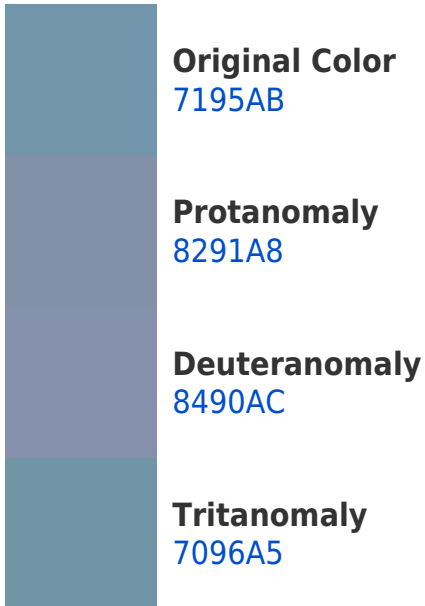 Original Color
7195AB
Protanomaly
8291A8
Deuteranomaly
8490AC
Tritanomaly
7096A5